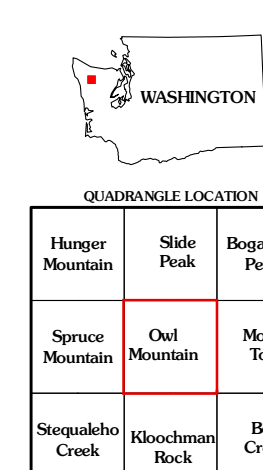 WASHINGTON
QUADRANGLE LOCATION
Hunger
Mountain
Slide
Peak
Spruce
Mountain
Owl
Mountain
Stequaleho
Creek
Kloochman
Rock